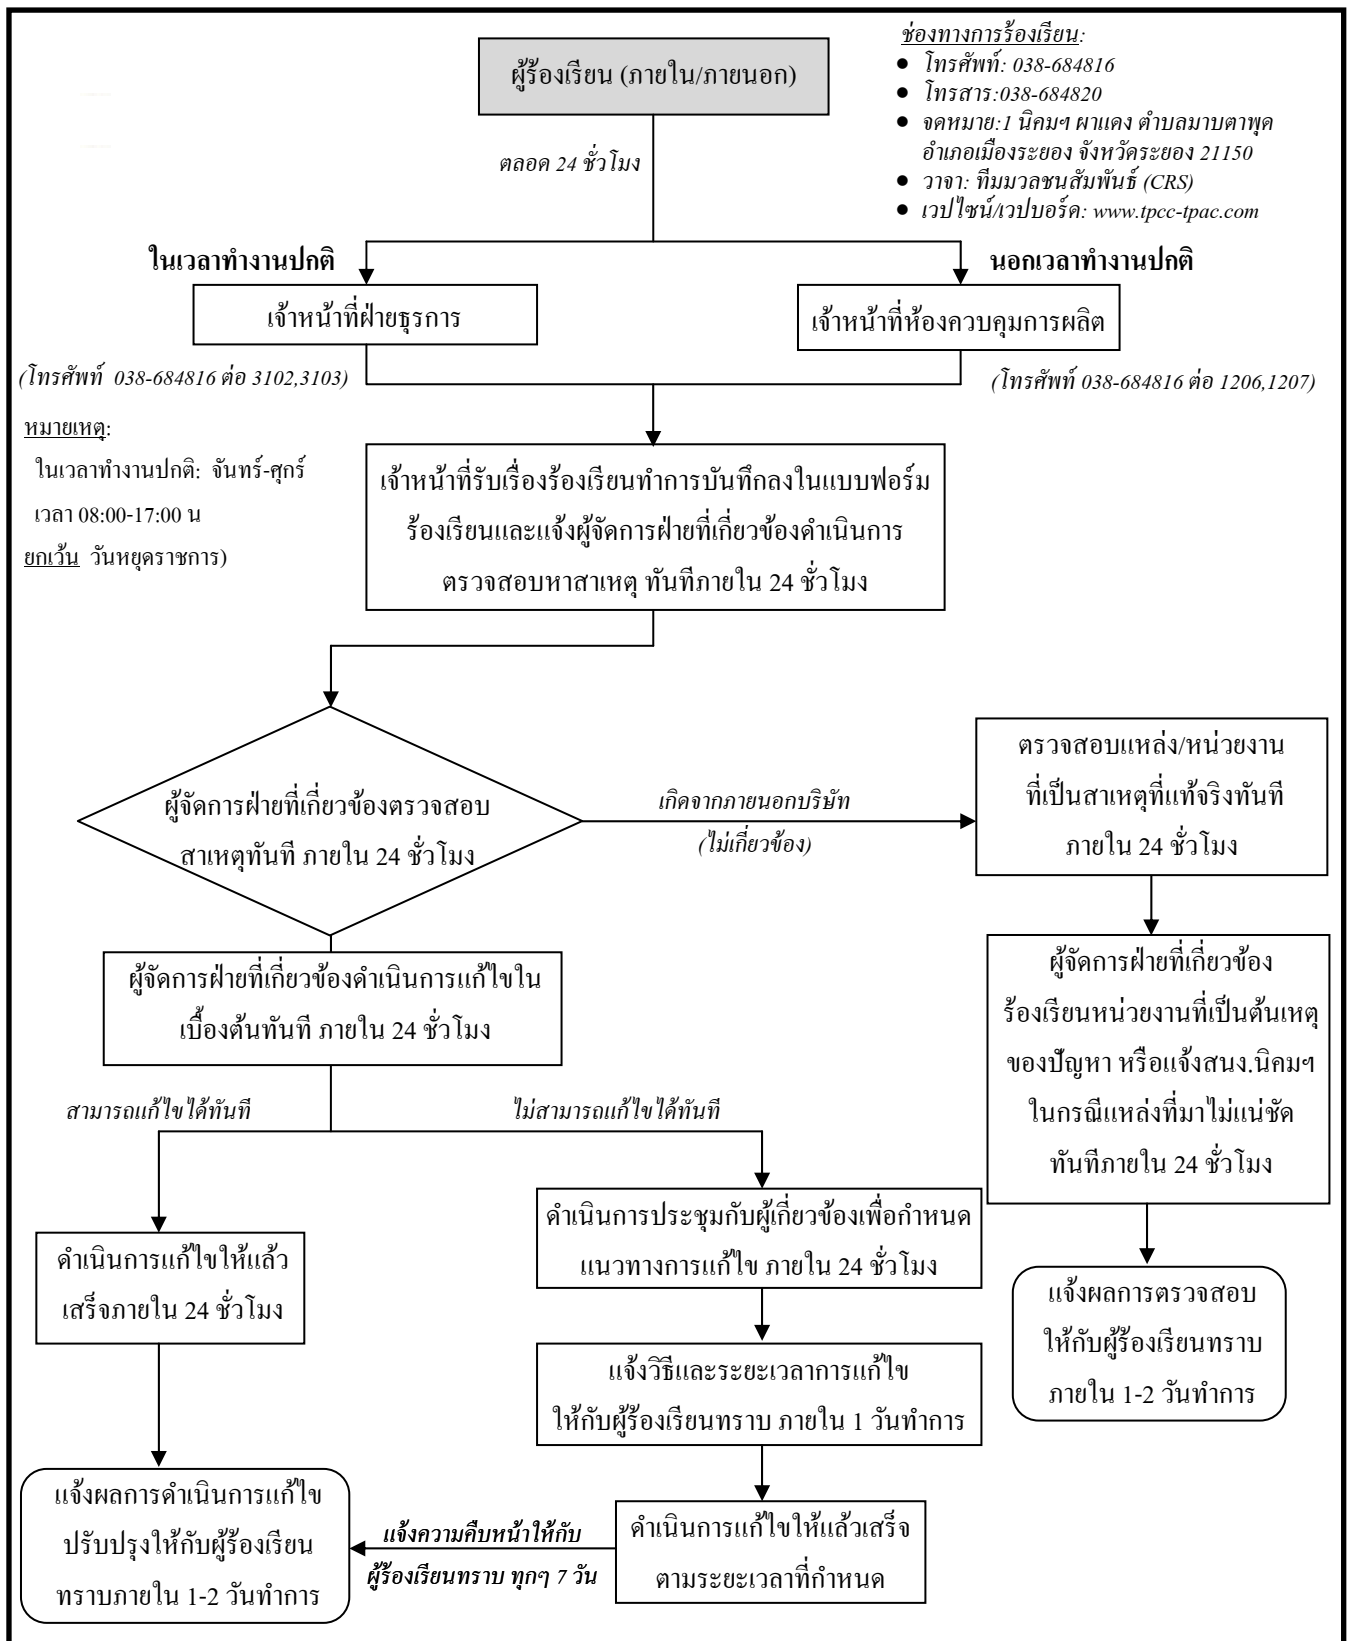 ช่องทางการร้องเรียน:
● โทรศัพท์: 038-684816
● โทรสาร:038-684820
● จดหมาย:1 นิคมฯ ผาแดง ตำบลมาบตาพุด
อำเภอเมืองระยอง จังหวัดระยอง 21150
● วาจา: ทีมมวลชนสัมพันธ์ (CRS)
● เวปไซน์/เวปบอร์ด: www.tpcc-tpac.com
ผู้ร้องเรียน (ภายใน/ภายนอก)
ตลอด 24 ชั่วโมง
ในเวลาทำงานปกติ
นอกเวลาทำงานปกติ
เจ้าหน้าที่ฝ่ายธุรการ
เจ้าหน้าที่ห้องควบคุมการผลิต
(โทรศัพท์ 038-684816 ต่อ 3102,3103)
(โทรศัพท์ 038-684816 ต่อ 1206,1207)
หมายเหตุ:
ในเวลาทำงานปกติ: จันทร์-ศุกร์
เวลา 08:00-17:00 น
ยกเว้น วันหยุดราชการ)
เจ้าหน้าที่รับเรื่องร้องเรียนทำการบันทึกลงในแบบฟอร์ม
ร้องเรียนและแจ้งผู้จัดการฝ่ายที่เกี่ยวข้องดำเนินการ
ตรวจสอบหาสาเหตุ ทันทีภายใน 24 ชั่วโมง
ผู้จัดการฝ่ายที่เกี่ยวข้องตรวจสอบ
สาเหตุทันที ภายใน 24 ชั่วโมง
เกิดจากภายนอกบริษัท
(ไม่เกี่ยวข้อง)
ตรวจสอบแหล่ง/หน่วยงาน
ที่เป็นสาเหตุที่แท้จริงทันที
ภายใน 24 ชั่วโมง
ผู้จัดการฝ่ายที่เกี่ยวข้อง
ร้องเรียนหน่วยงานที่เป็นต้นเหตุ
ของปัญหา หรือแจ้งสนง.นิคมฯ
ในกรณีแหล่งที่มาไม่แน่ชัด
ทันทีภายใน 24 ชั่วโมง
แจ้งผลการตรวจสอบ
ให้กับผู้ร้องเรียนทราบ
ภายใน 1-2 วันทำการ
ผู้จัดการฝ่ายที่เกี่ยวข้องดำเนินการแก้ไขใน
เบื้องต้นทันที ภายใน 24 ชั่วโมง
สามารถแก้ไขได้ทันที
ไม่สามารถแก้ไขได้ทันที
ดำเนินการแก้ไขให้แล้ว
เสร็จภายใน 24 ชั่วโมง
ดำเนินการประชุมกับผู้เกี่ยวข้องเพื่อกำหนด
แนวทางการแก้ไข ภายใน 24 ชั่วโมง
แจ้งวิธีและระยะเวลาการแก้ไข
ให้กับผู้ร้องเรียนทราบ ภายใน 1 วันทำการ
ดำเนินการแก้ไขให้แล้วเสร็จ
ตามระยะเวลาที่กำหนด
แจ้งความคืบหน้าให้กับ
ผู้ร้องเรียนทราบ ทุกๆ 7 วัน
แจ้งผลการดำเนินการแก้ไข
ปรับปรุงให้กับผู้ร้องเรียน
ทราบภายใน 1-2 วันทำการ